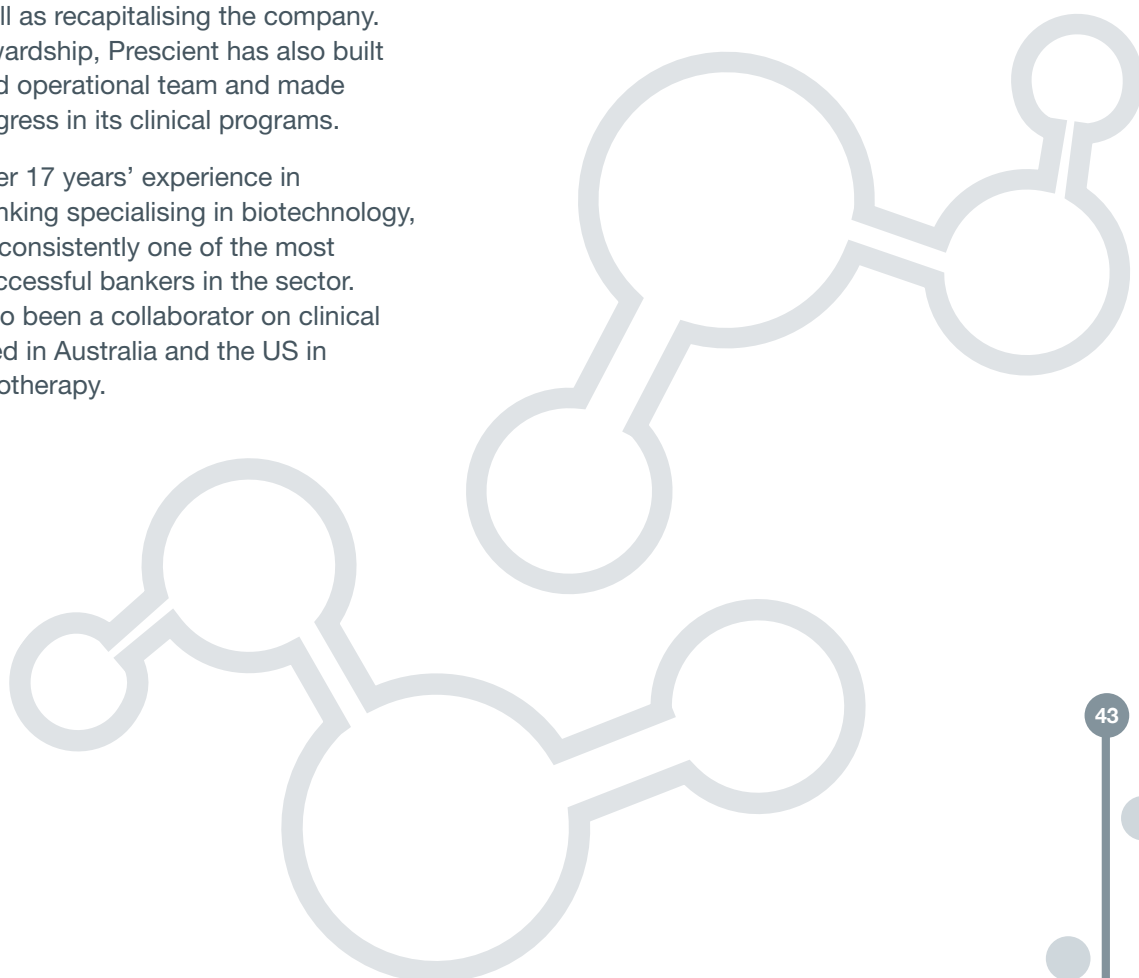 ll as recapitalising the company.
wardship, Prescient has also built
d operational team and made
gress in its clinical programs.
er 17 years’ experience in
nking specialising in biotechnology,
consistently one of the most
ccessful bankers in the sector.
o been a collaborator on clinical
ed in Australia and the US in
otherapy.
43